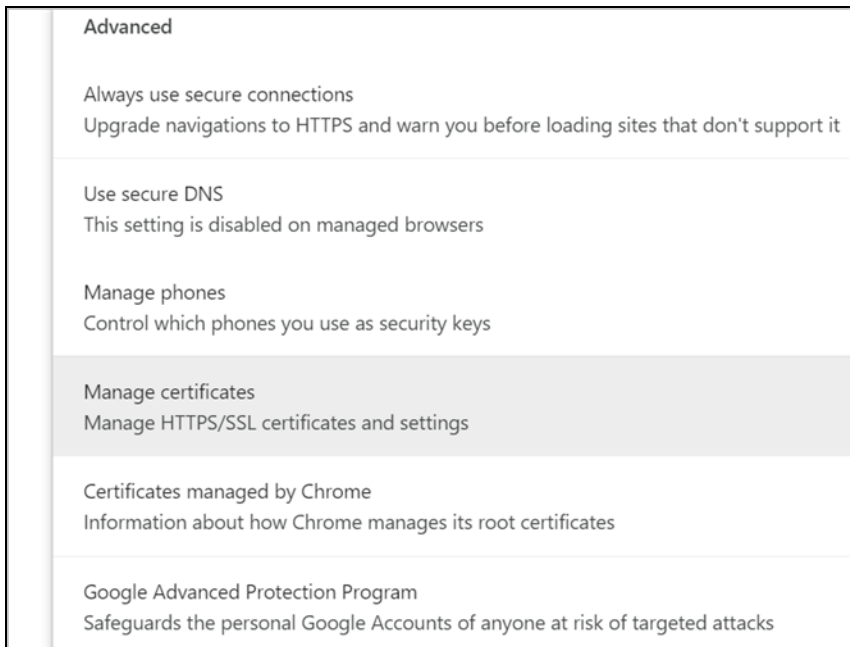 Advanced
Always use secure connections
Upgrade navigations to HTTPS and warn you before loading sites that don't support it
Use secure DNS
This setting is disabled on managed browsers
Manage phones
Control which phones you use as security keys
Manage certificates
Manage HTTPS/SSL certificates and settings
Certificates managed by Chrome
Information about how Chrome manages its root certificates
Google Advanced Protection Program
Safeguards the personal Google Accounts of anyone at risk of targeted attacks